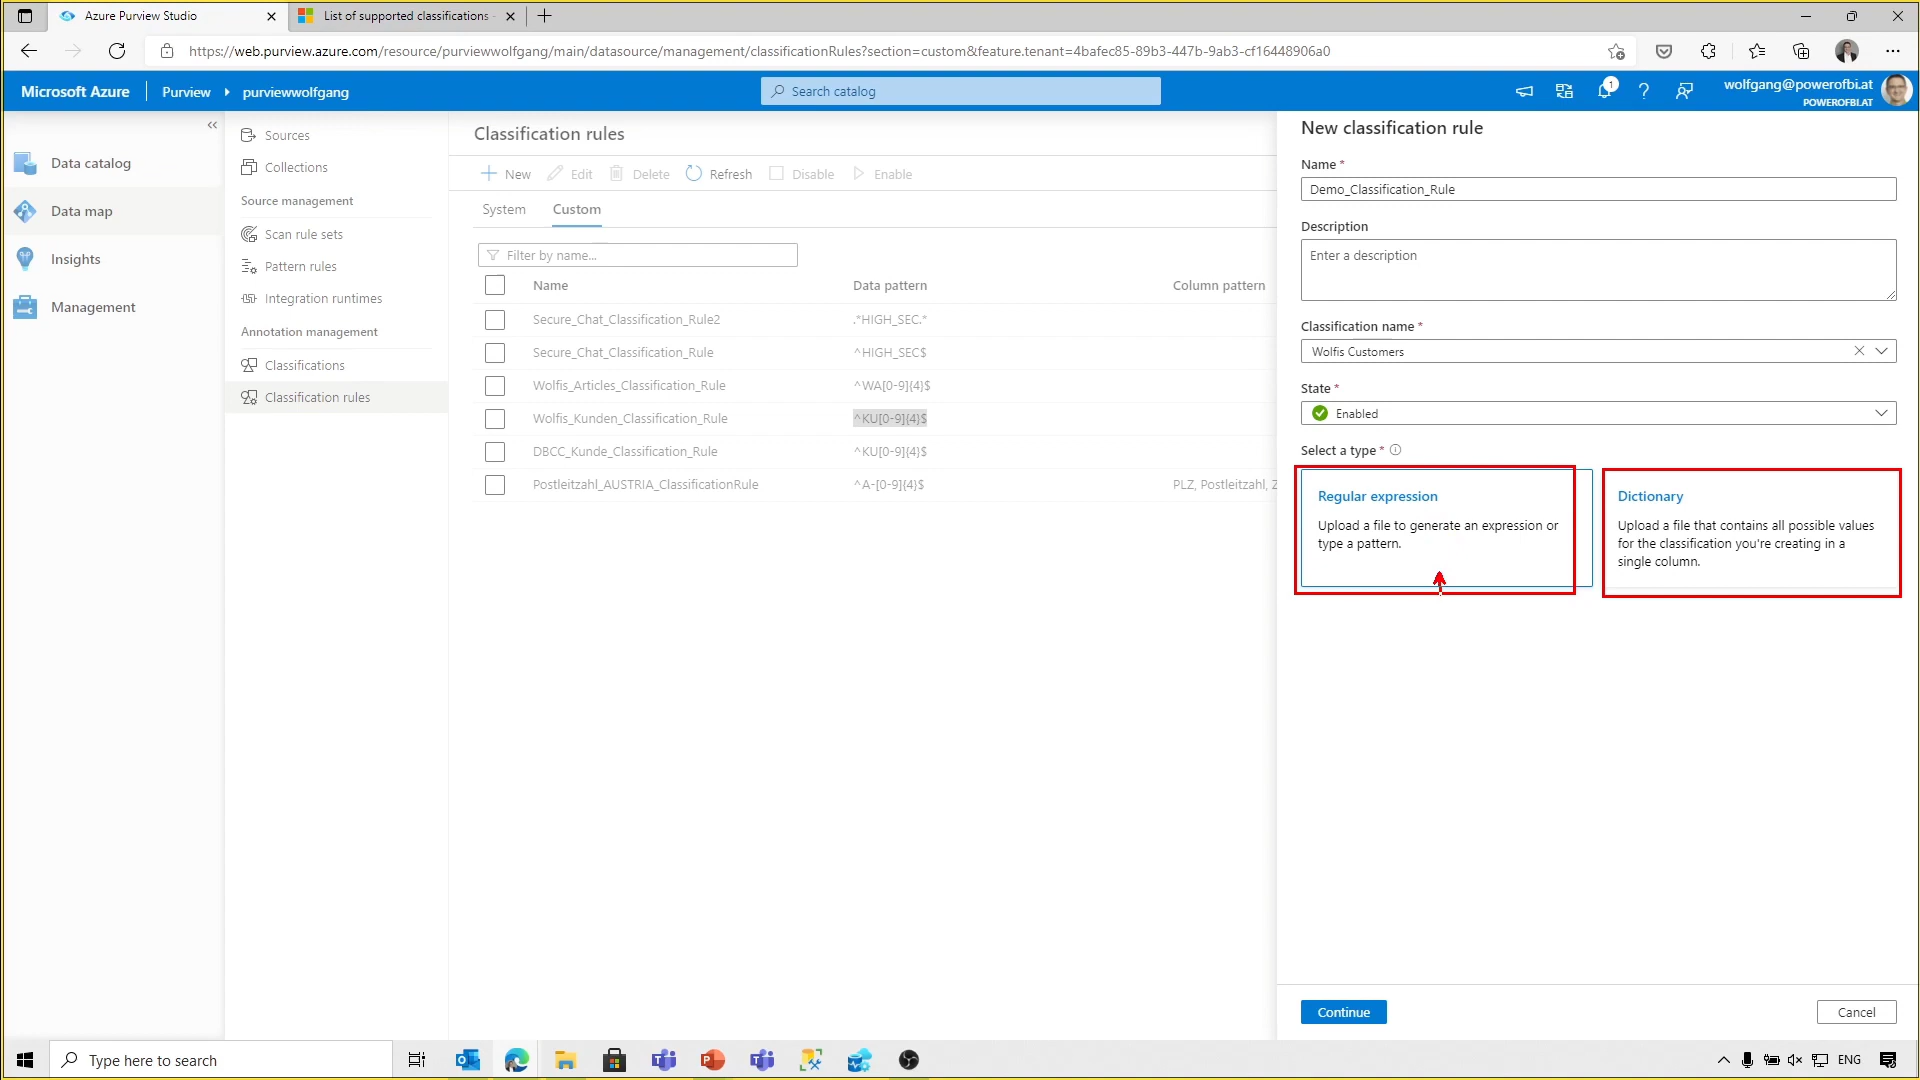 Azure Purview Studio
List of supported classifications
https://web.purview.azure.com/resource/purviewwolfgang/main/datasource/management/classificationRules?section=custom&feature.tenant=4bafec85-89b3-447b-9ab3-cf16448906a0
Microsoft Azure
Purview
purviewwolfgang
Search catalog
1
wolfgang@powerofbi.at
POWEROFBI.AT
Data catalog
Data map
Insights
Management
Sources
Collections
Source management
Scan rule sets
Pattern rules
Integration runtimes
Annotation management
Classifications
Classification rules
Classification rules
New Edit Delete Refresh Disable Enable
System Custom
Filter by name...
Name Data pattern Column pattern
Secure_Chat_Classification_Rule2 .*HIGH_SEC.*
Secure_Chat_Classification_Rule ^HIGH_SEC$
Wolfis_Articles_Classification_Rule ^WA[0-9]{4}$
Wolfis_Kunden_Classification_Rule ^KU[0-9]{4}$
DBCC_Kunde_Classification_Rule ^KU[0-9]{4}$
Postleitzahl_AUSTRIA_ClassificationRule ^A-[0-9]{4}$ PLZ, Postleitzahl, Z
New classification rule
Name *
Demo_Classification_Rule
Description
Enter a description
Classification name *
Wolfis Customers
State *
Enabled
Select a type *
Regular expression
Upload a file to generate an expression or
type a pattern.
Dictionary
Upload a file that contains all possible values
for the classification you're creating in a
single column.
Continue
Cancel
Type here to search
ENG